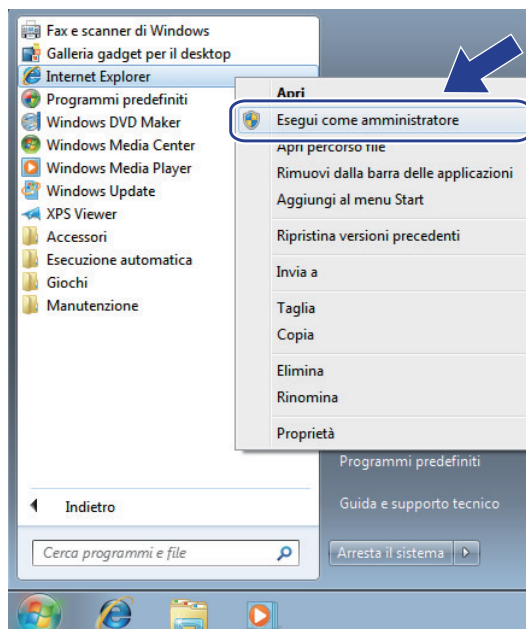 Fax e scanner di Windows
Galleria gadget per il desktop
Internet Explorer
Programmi predefiniti
Windows DVD Maker
Windows Media Center
Windows Media Player
Windows Update
XPS Viewer
Accessori
Esecuzione automatica
Giochi
Manutenzione
Indietro
Cerca programmi e file
Apri
Esegui come amministratore
Apri percorso file
Rimuovi dalla barra delle applicazioni
Aggiungi al menu Start
Ripristina versioni precedenti
Invia a
Taglia
Copia
Elimina
Rinomina
Proprietà
Programmi predefiniti
Guida e supporto tecnico
Arresta il sistema